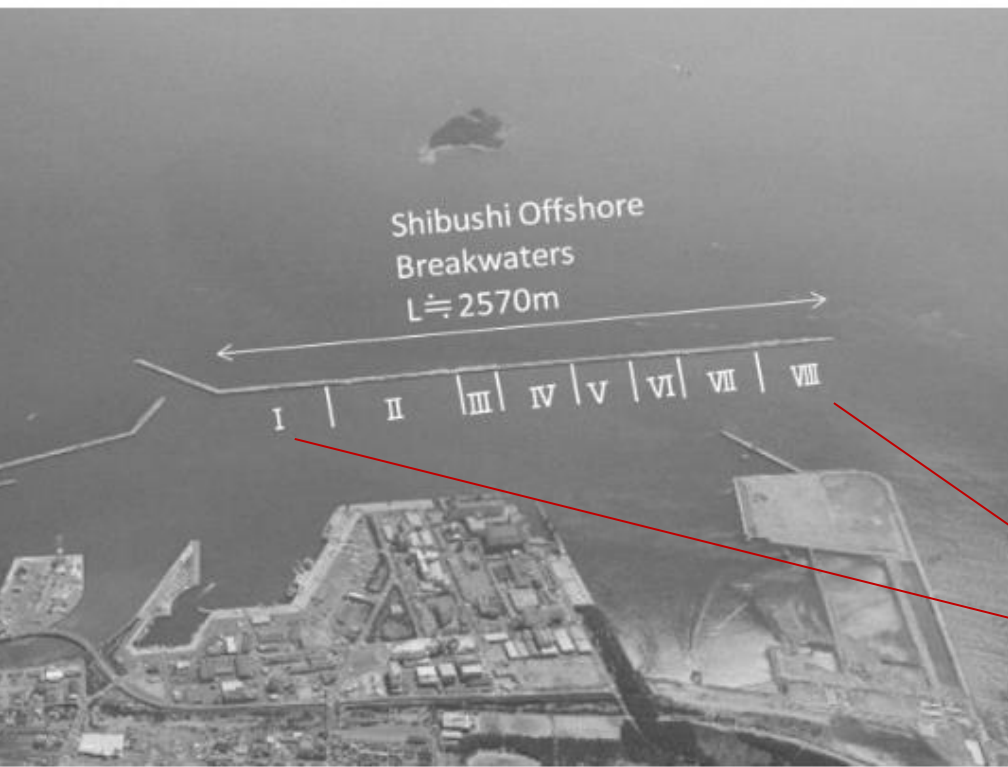 Shibushi Offshore
Breakwaters
L≒2570m
Ⅰ Ⅱ Ⅲ Ⅳ Ⅴ Ⅵ Ⅶ Ⅷ